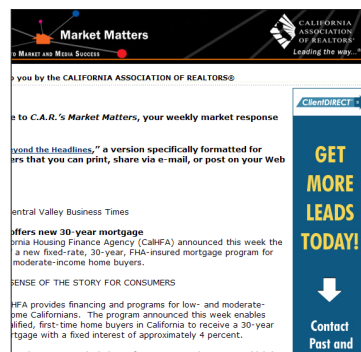 Market Matters
CALIFORNIA
ASSOCIATION
OF REALTORS®
Leading the way...®
TO MARKET AND MEDIA SUCCESS
you by the CALIFORNIA ASSOCIATION OF REALTORS®
e to C.A.R.'s Market Matters, your weekly market response
yond the Headlines," a version specifically formatted for
ers that you can print, share via e-mail, or post on your Web
entral Valley Business Times
offers new 30-year mortgage
ornia Housing Finance Agency (CalHFA) announced this week the
a new fixed-rate, 30-year, FHA-insured mortgage program for
moderate-income home buyers.
SENSE OF THE STORY FOR CONSUMERS
HFA provides financing and programs for low- and moderate-
ome Californians. The program announced this week enables
alified, first-time home buyers in California to receive a 30-year
rtgage with a fixed interest of approximately 4 percent.
ClientDIRECT
GET
MORE
LEADS
TODAY!
Contact
Past and